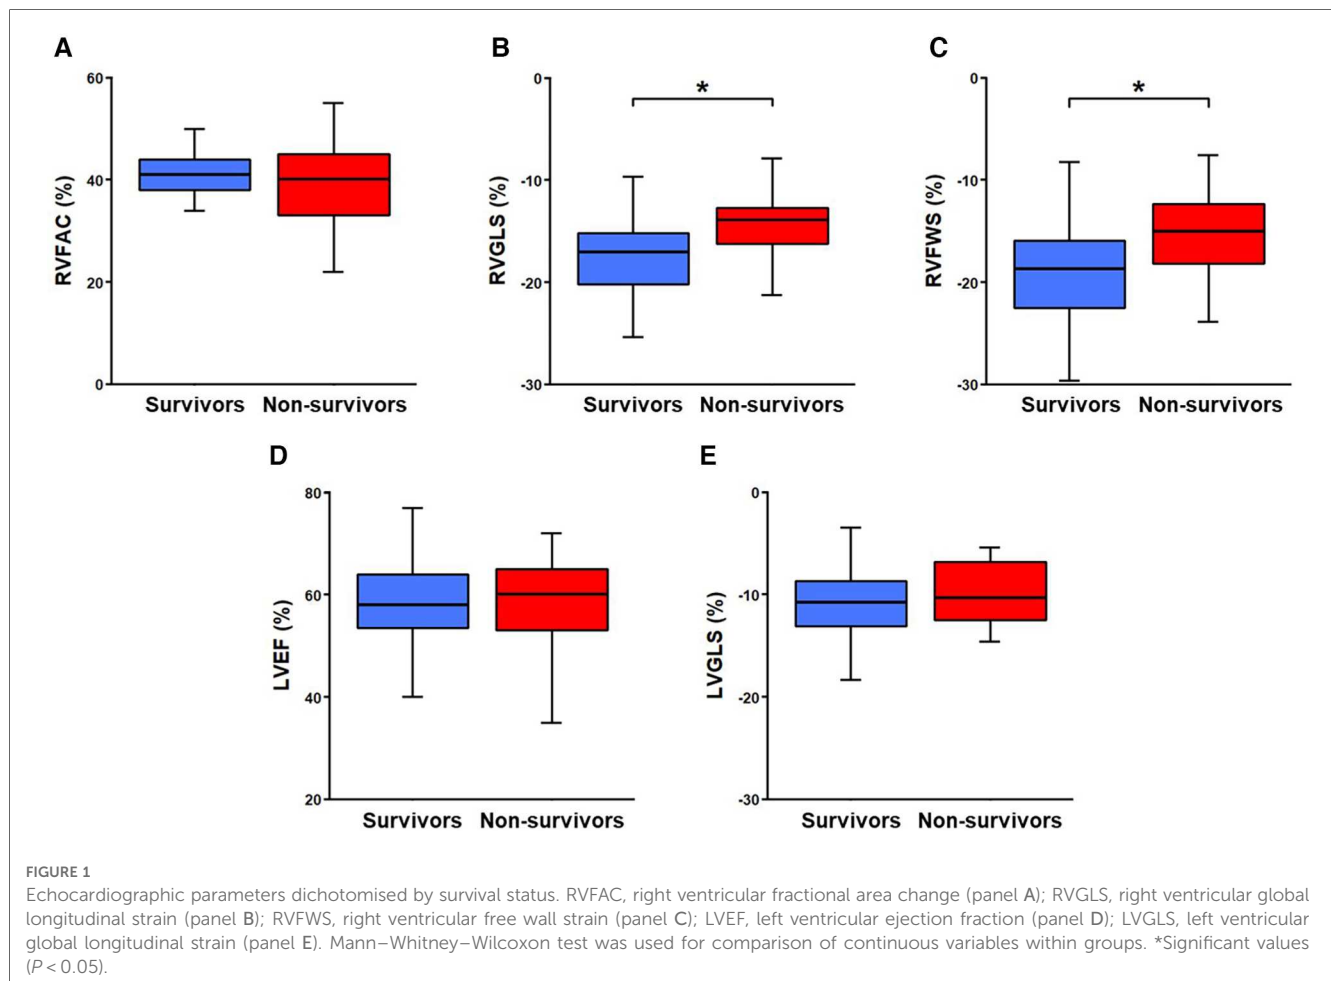 A
60
40
20
0
RVFAC (%)
Survivors Non-survivors
B
*
0
-10
-20
-30
RVGLS (%)
Survivors Non-survivors
C
*
0
-10
-20
-30
RVFWS (%)
Survivors Non-survivors
D
80
60
40
20
LVEF (%)
Survivors Non-survivors
E
0
-10
-20
-30
LVGLS (%)
Survivors Non-survivors
FIGURE 1
Echocardiographic parameters dichotomised by survival status. RVFAC, right ventricular fractional area change (panel A); RVGLS, right ventricular global
longitudinal strain (panel B); RVFWS, right ventricular free wall strain (panel C); LVEF, left ventricular ejection fraction (panel D); LVGLS, left ventricular
global longitudinal strain (panel E). Mann–Whitney–Wilcoxon test was used for comparison of continuous variables within groups. *Significant values
(P < 0.05).